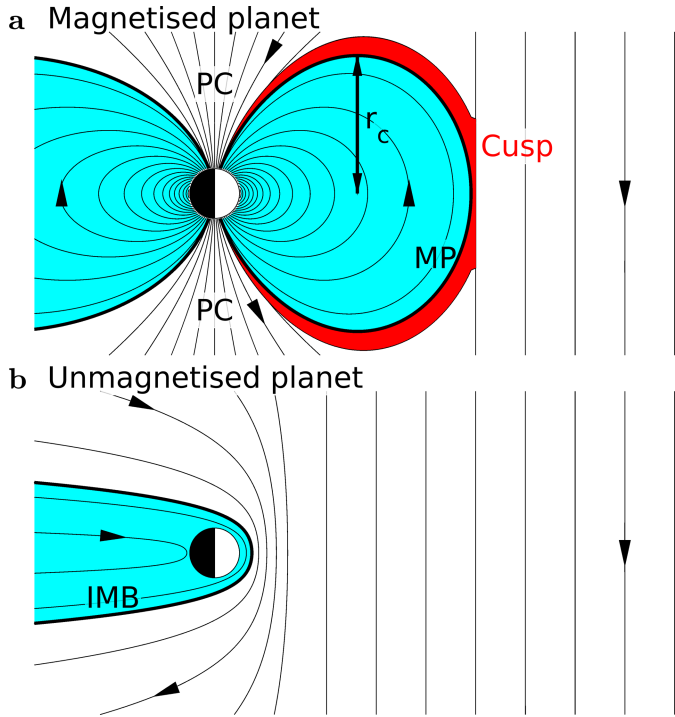 a Magnetised planet
PC
r_c
Cusp
MP
PC
b Unmagnetised planet
IMB